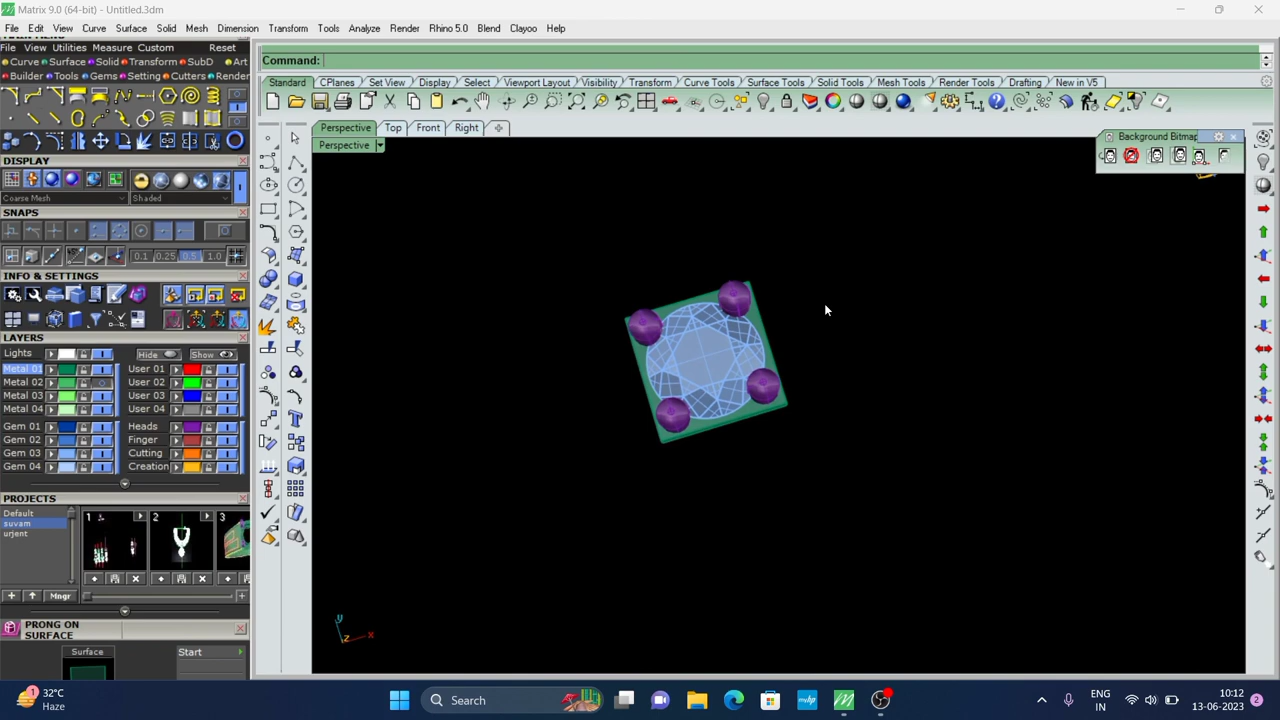 Matrix 9.0 (64-bit) - Untitled.3dm
File Edit View Curve Surface Solid Mesh Dimension Transform Tools Analyze Render Rhino 5.0 Blend Clayoo Help
File View Utilities Measure Custom Reset
Curve Surface Solid Transform SubD Art
Builder Tools Gems Setting Cutters Render
Command:
Standard CPlanes Set View Display Select Viewport Layout Visibility Transform Curve Tools Surface Tools Solid Tools Mesh Tools Render Tools Drafting New in V5
Perspective Top Front Right
Perspective
Background Bitmap
DISPLAY
Coarse Mesh Shaded
SNAPS
0.1 0.25 0.5 1.0
INFO & SETTINGS
LAYERS
Lights Hide Show
Metal 01 User 01
Metal 02 User 02
Metal 03 User 03
Metal 04 User 04
Gem 01 Heads
Gem 02 Finger
Gem 03 Cutting
Gem 04 Creation
PROJECTS
Default
suvam
urjent
1 2 3
Mngr
PRONG ON
SURFACE
Surface Start
y
z x
1
32°C
Haze
Search
ENG
IN
10:12
13-06-2023
2